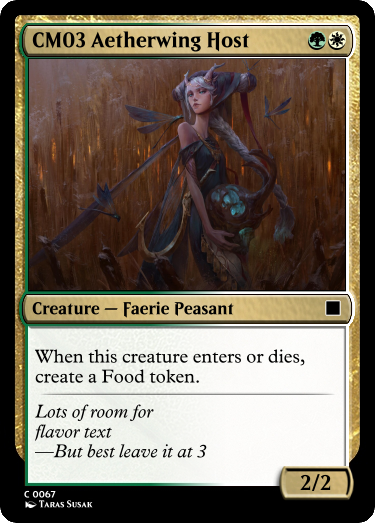 CM03 Aetherwing Host
Creature — Faerie Peasant
When this creature enters or dies,
create a Food token.
Lots of room for
flavor text
—But best leave it at 3
2/2
C 0067
Taras Susak